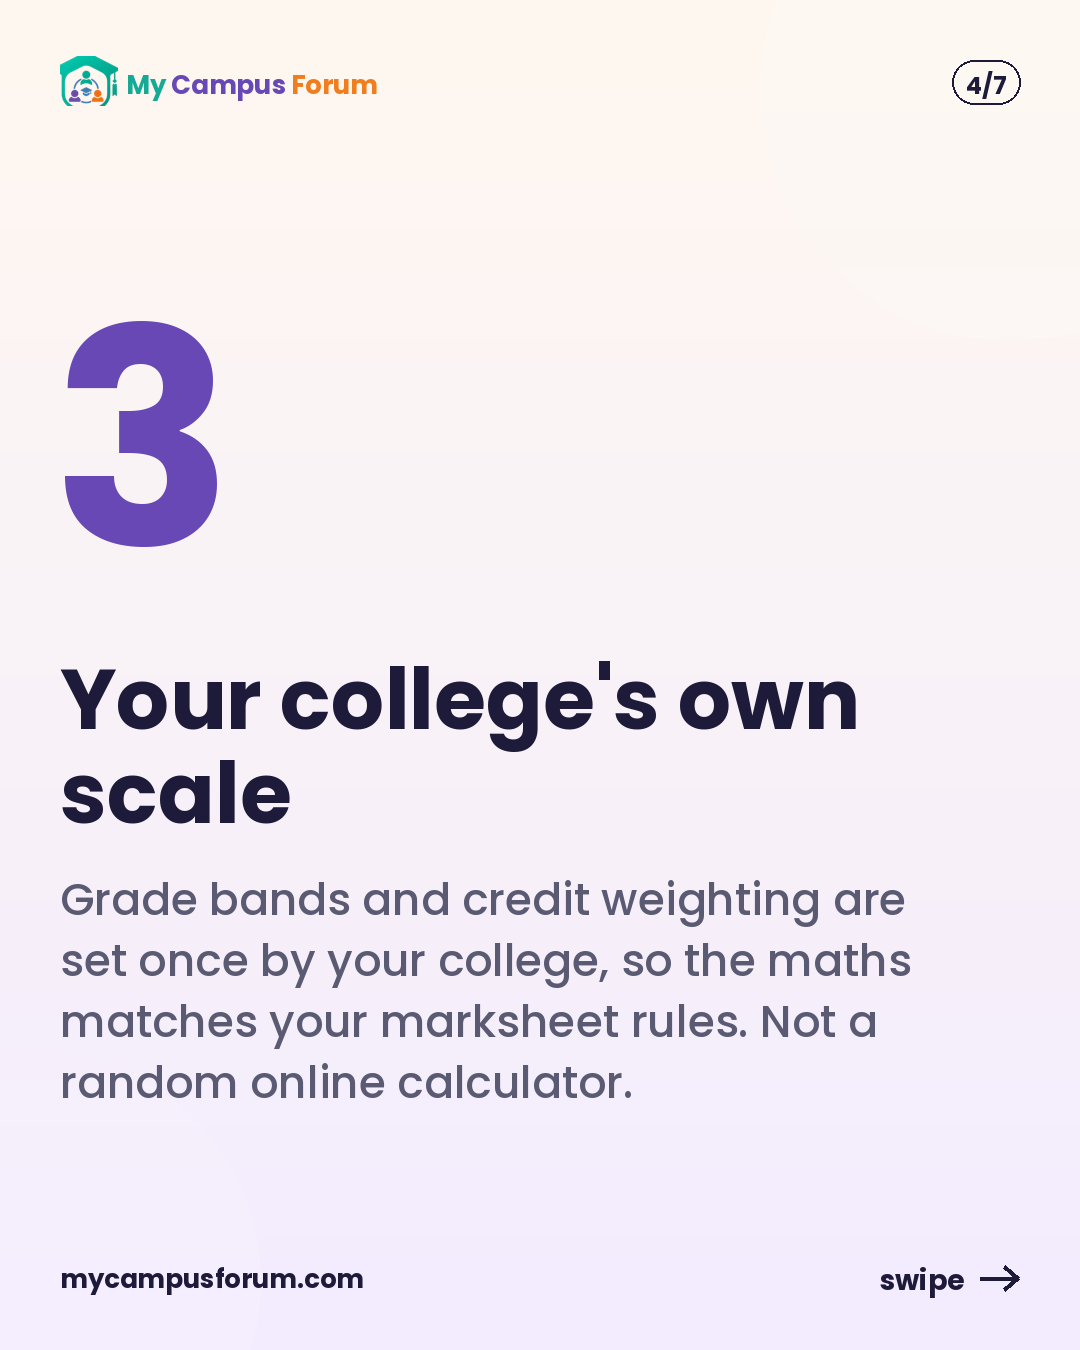 My Campus Forum
4/7
3
Your college's own
scale
Grade bands and credit weighting are
set once by your college, so the maths
matches your marksheet rules. Not a
random online calculator.
mycampusforum.com
swipe →